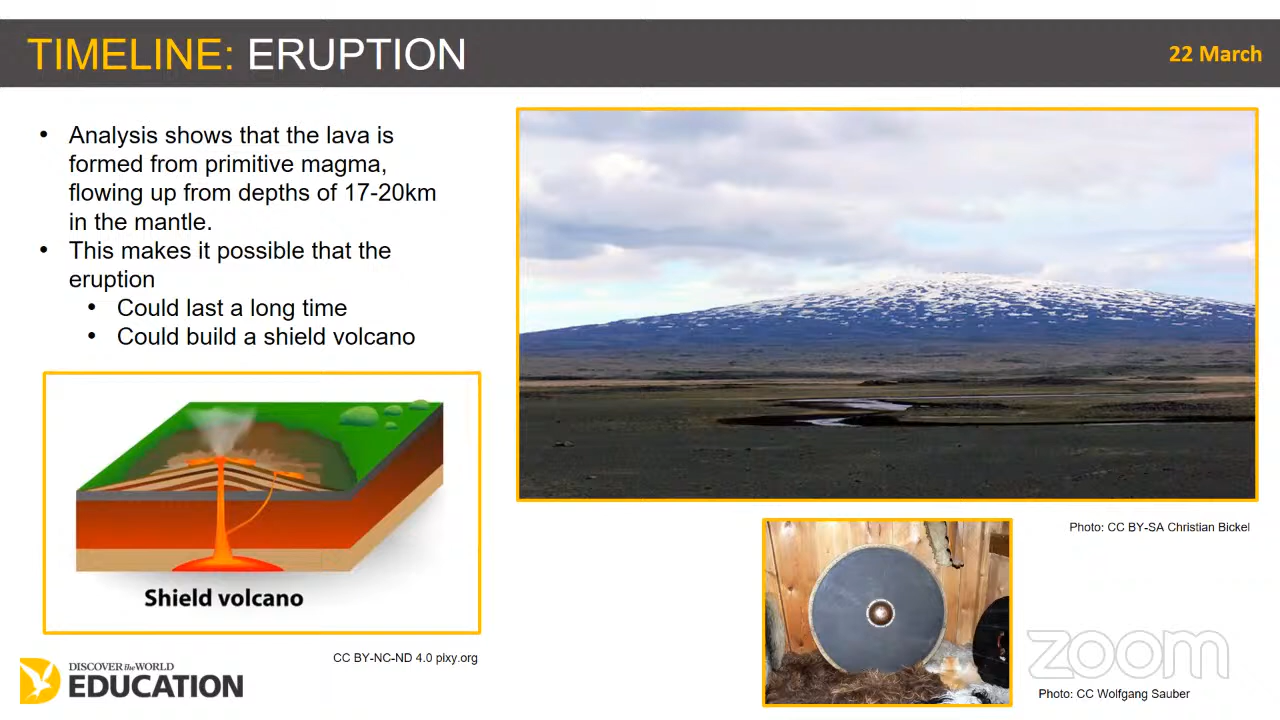 TIMELINE: ERUPTION
22 March
• Analysis shows that the lava is
formed from primitive magma,
flowing up from depths of 17-20km
in the mantle.
• This makes it possible that the
eruption
• Could last a long time
• Could build a shield volcano
Shield volcano
CC BY-NC-ND 4.0 pixy.org
Photo: CC BY-SA Christian Bickel
Photo: CC Wolfgang Sauber
zoom
DISCOVER the WORLD
EDUCATION